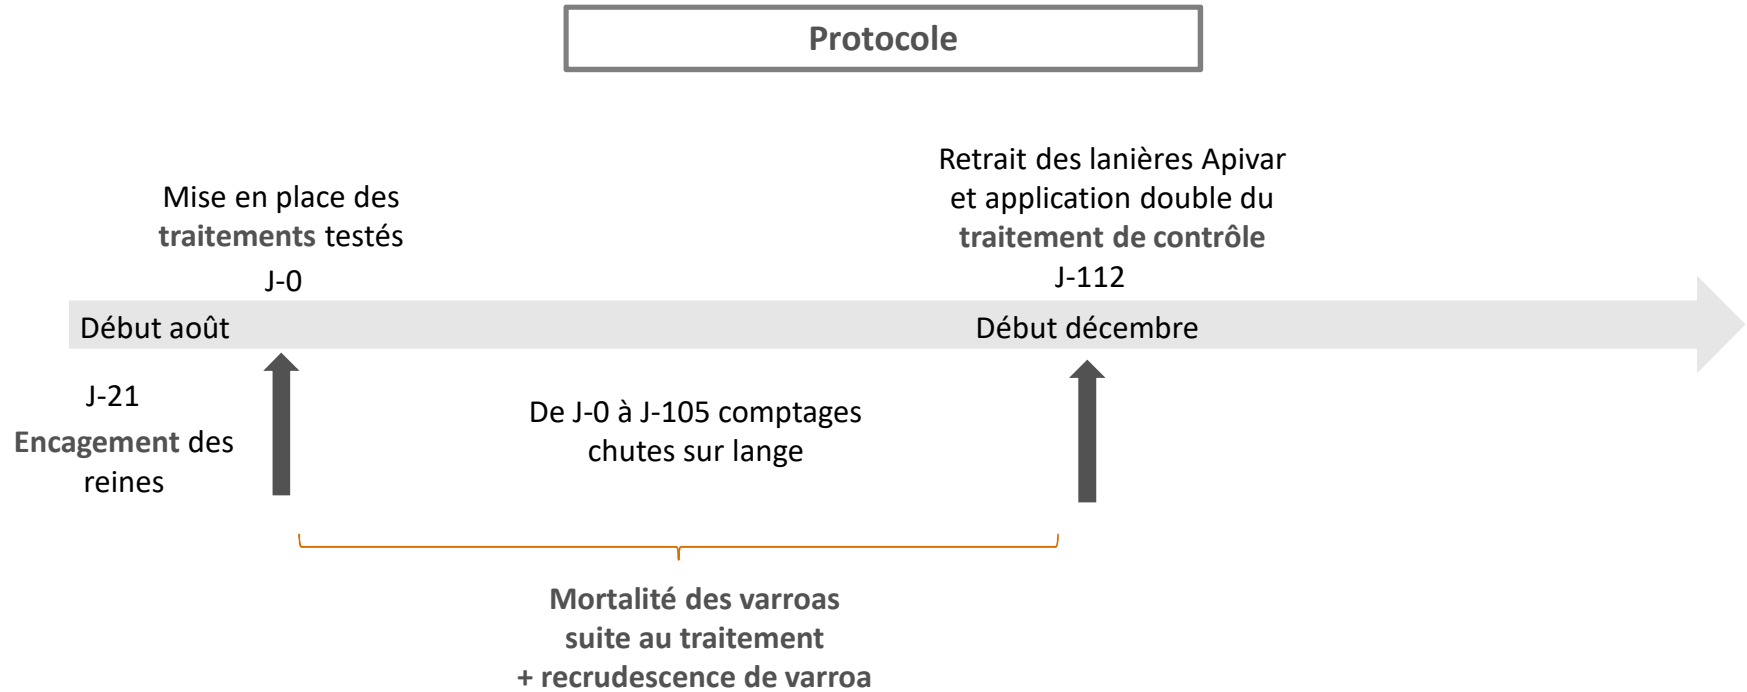 Protocole
Mise en place des
traitements testés
J-0
Retrait des lanières Apivar
et application double du
traitement de contrôle
J-112
Début août
Début décembre
J-21
Encagement des
reines
De J-0 à J-105 comptages
chutes sur lange
Mortalité des varroas
suite au traitement
+ recrudescence de varroa